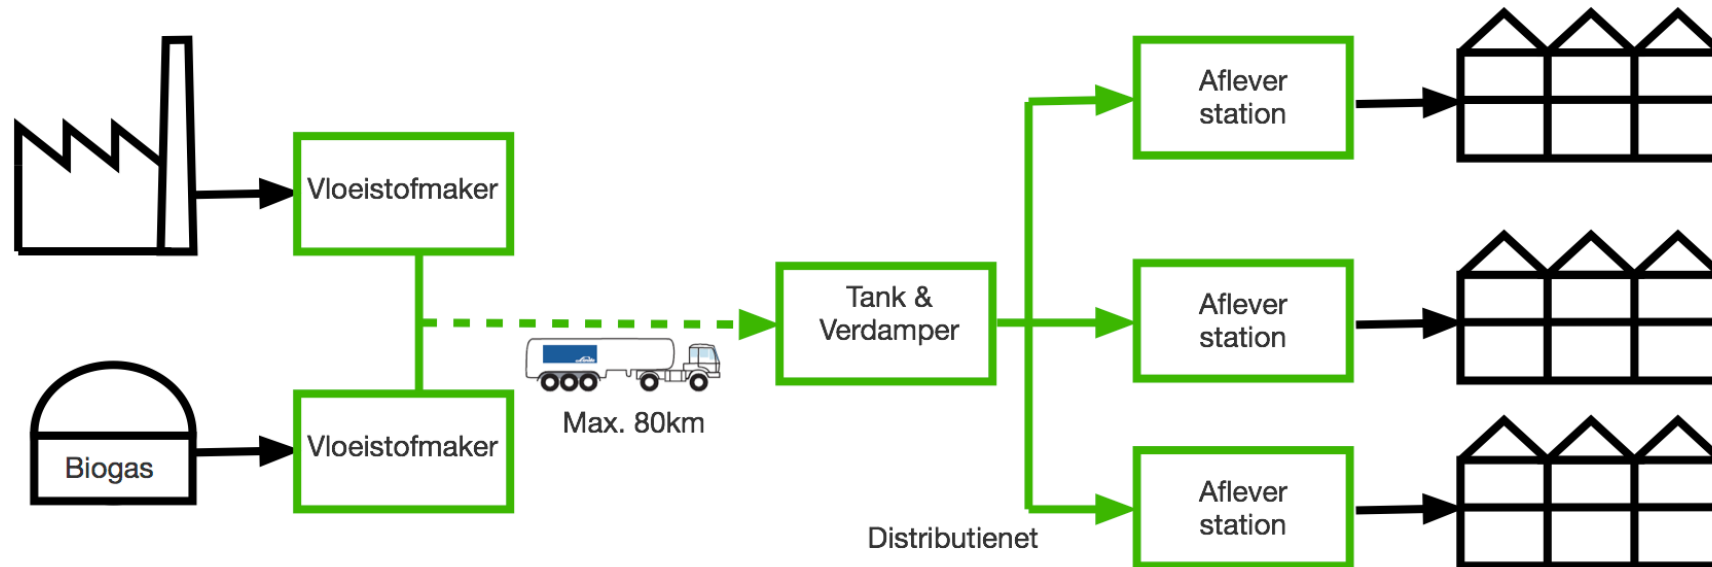 Vloeistofmaker
Biogas
Vloeistofmaker
Max. 80km
Tank &
Verdamper
Distributienet
Aflever
station
Aflever
station
Aflever
station